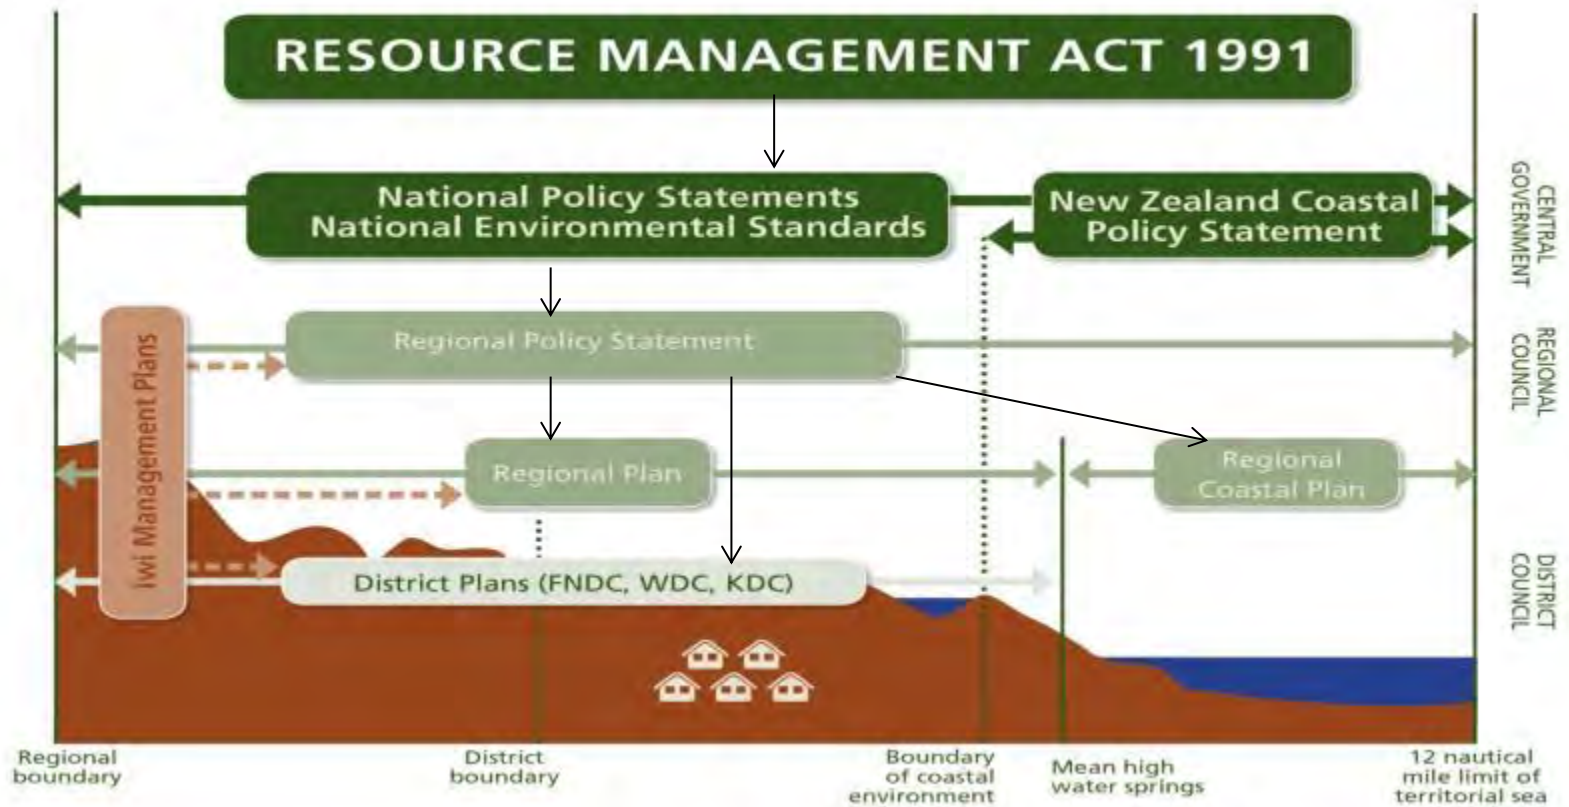 RESOURCE MANAGEMENT ACT 1991
National Policy Statements
National Environmental Standards
New Zealand Coastal
Policy Statement
CENTRAL
GOVERNMENT
Iwi Management Plans
Regional Policy Statement
REGIONAL
COUNCIL
Regional Plan
Regional
Coastal Plan
District Plans (FNDC, WDC, KDC)
DISTRICT
COUNCIL
Regional
boundary
District
boundary
Boundary
of coastal
environment
Mean high
water springs
12 nautical
mile limit of
territorial sea